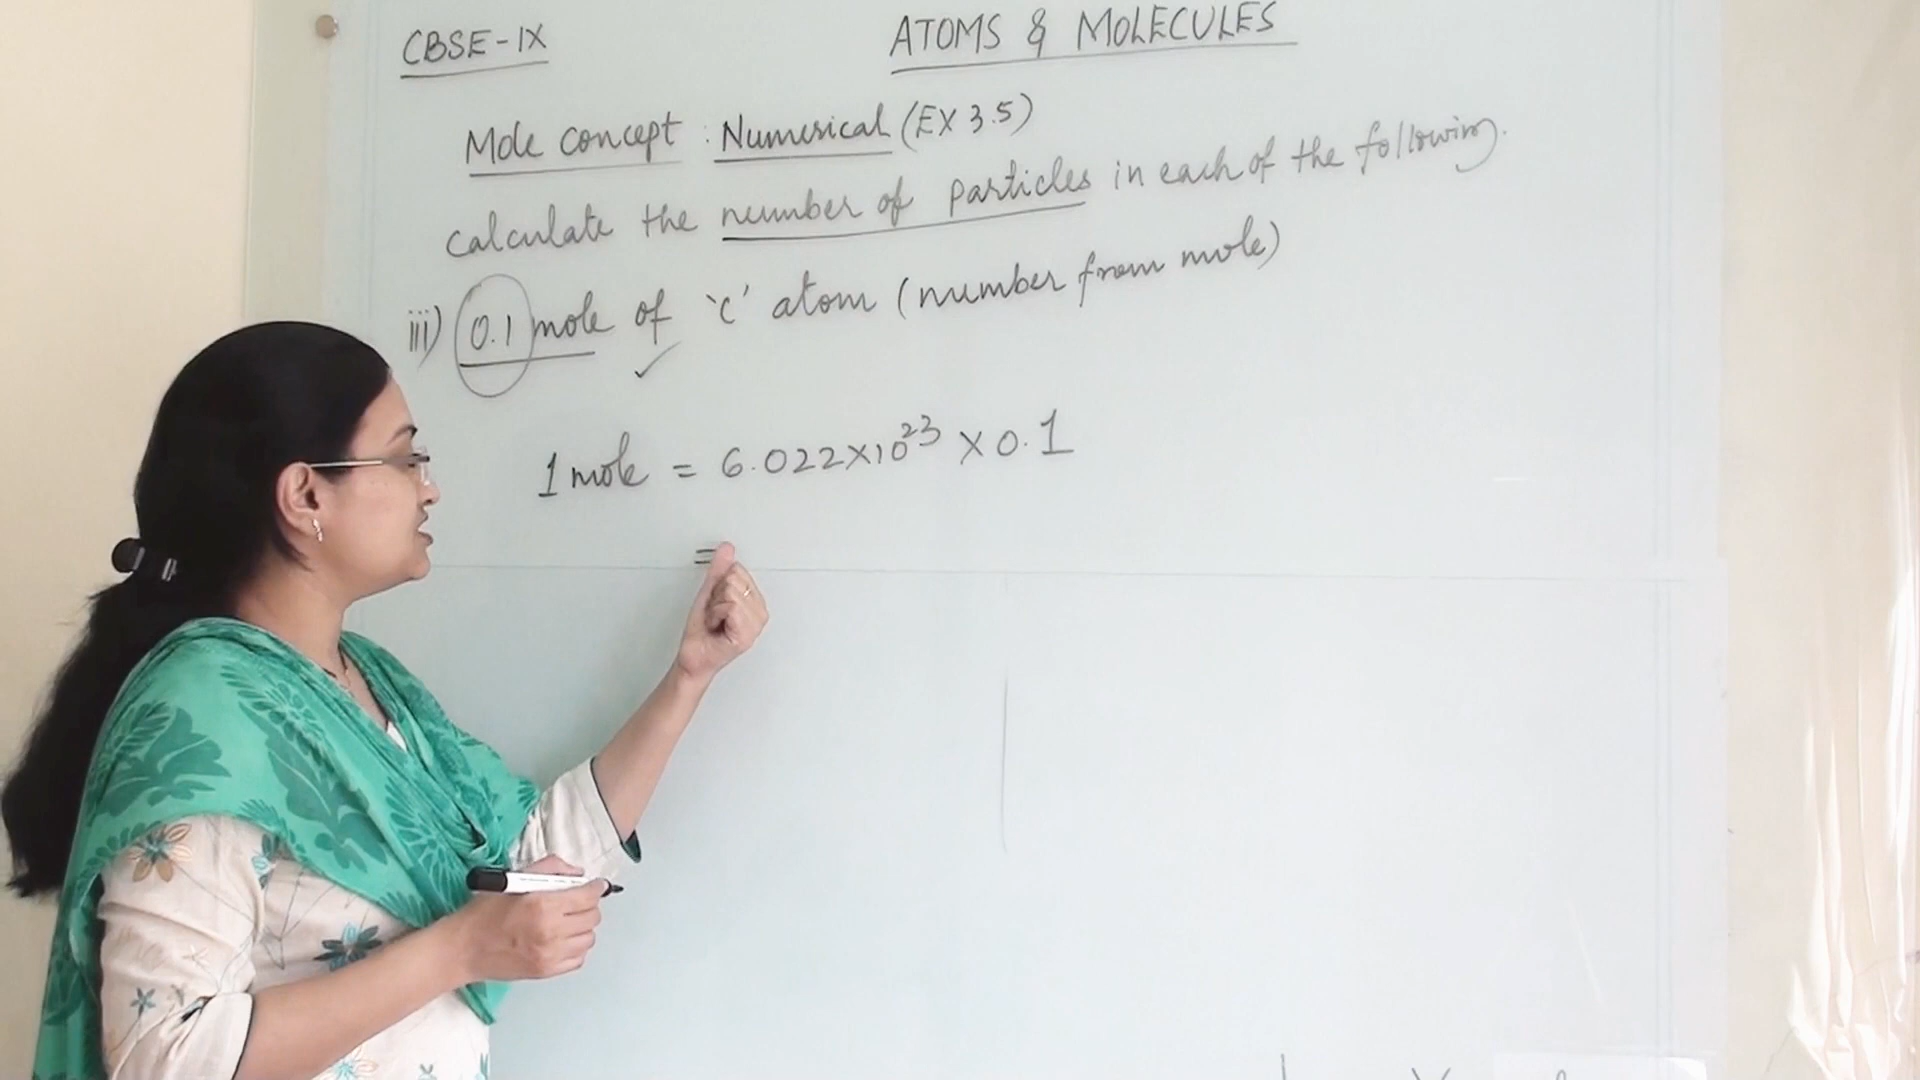 CBSE-IX
ATOMS & MOLECULES
Mole concept : Numerical (EX 3.5)
calculate the number of particles in each of the following.
iii) 0.1 mole of 'c' atom (number from mole)
1 mole = 6.022×10²³ × 0.1
=